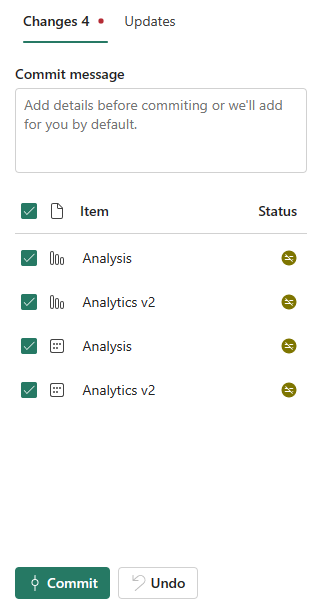 Changes 4 Updates
Commit message
Add details before commiting or we'll add
for you by default.
Item Status
Analysis
Analytics v2
Analysis
Analytics v2
Commit Undo